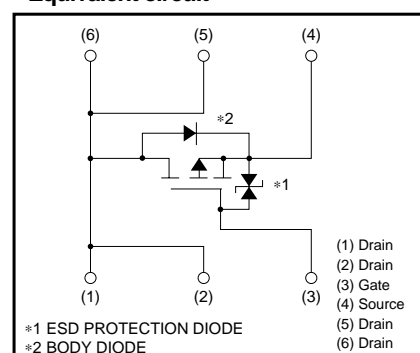 Equivalent circuit
(6) (5) (4)
∗2
∗1
(1) (2) (3)
(1) Drain
(2) Drain
(3) Gate
(4) Source
(5) Drain
(6) Drain
∗1 ESD PROTECTION DIODE
∗2 BODY DIODE